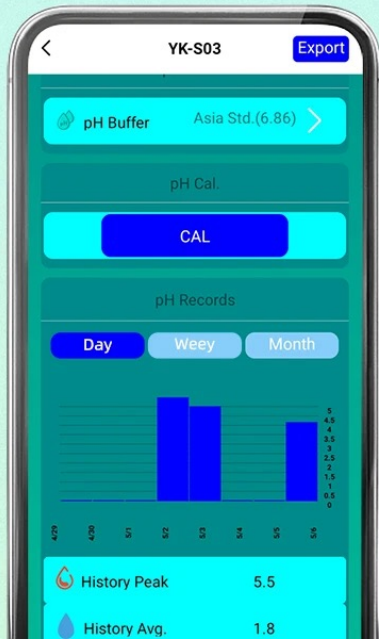 YK-S03
Export
pH Buffer
Asia Std.(6.86)
pH Cal.
CAL
pH Records
Day
Weey
Month
5
4.5
4
3.5
3
2.5
2
1.5
1
0.5
0
4/29
4/30
5/1
5/2
5/3
5/4
5/5
5/6
History Peak
5.5
History Avg.
1.8